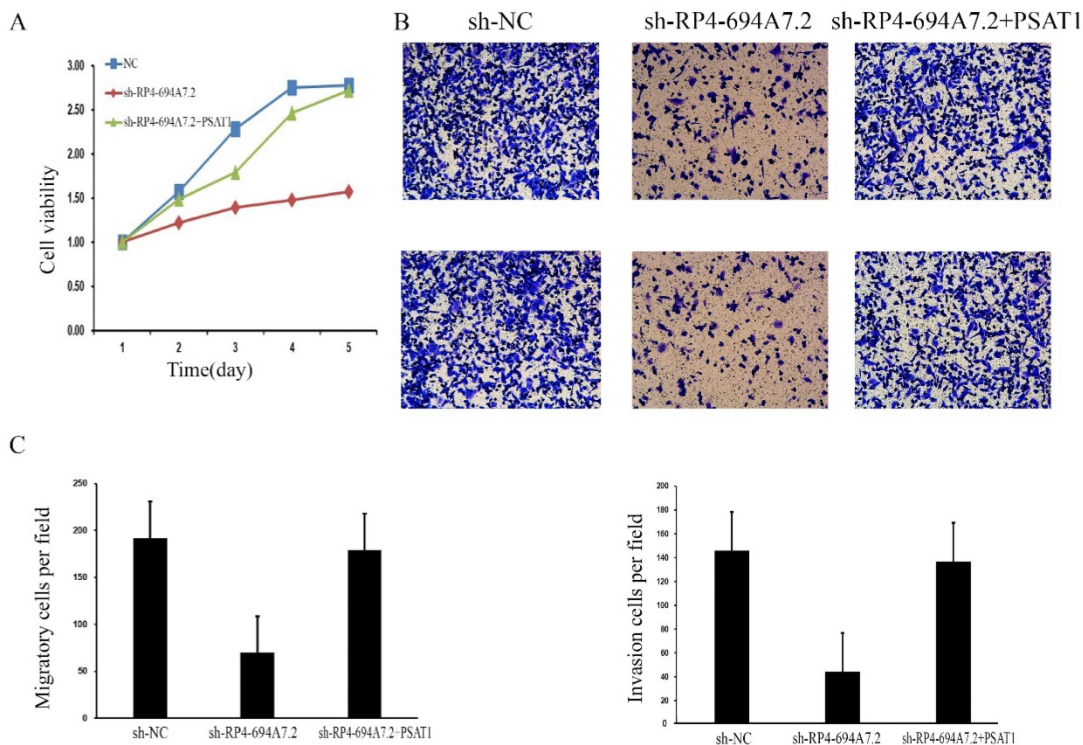 A
3.00
2.50
2.00
1.50
1.00
0.50
0.00
NC
sh-RP4-694A7.2
sh-RP4-694A7.2+PSAT1
Cell viability
1 2 3 4 5
Time(day)
B
sh-NC sh-RP4-694A7.2 sh-RP4-694A7.2+PSAT1
C
250
200
150
100
50
0
Migratory cells per field
sh-NC sh-RP4-694A7.2 sh-RP4-694A7.2+PSAT1
200
180
160
140
120
100
80
60
40
20
0
Invasion cells per field
sh-NC sh-RP4-694A7.2 sh-RP4-694A7.2+PSAT1